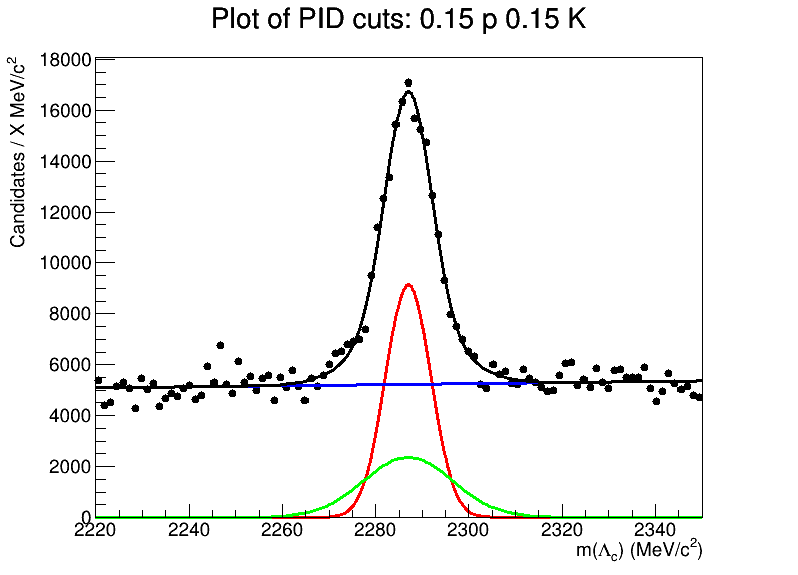 Plot of PID cuts: 0.15 p 0.15 K
Candidates / X MeV/c²
18000
16000
14000
12000
10000
8000
6000
4000
2000
0
2220 2240 2260 2280 2300 2320 2340
m(Λc) (MeV/c²)